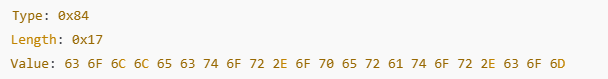 Type: 0x84
Length: 0x17
Value: 63 6F 6C 6C 65 63 74 6F 72 2E 6F 70 65 72 61 74 6F 72 2E 63 6F 6D